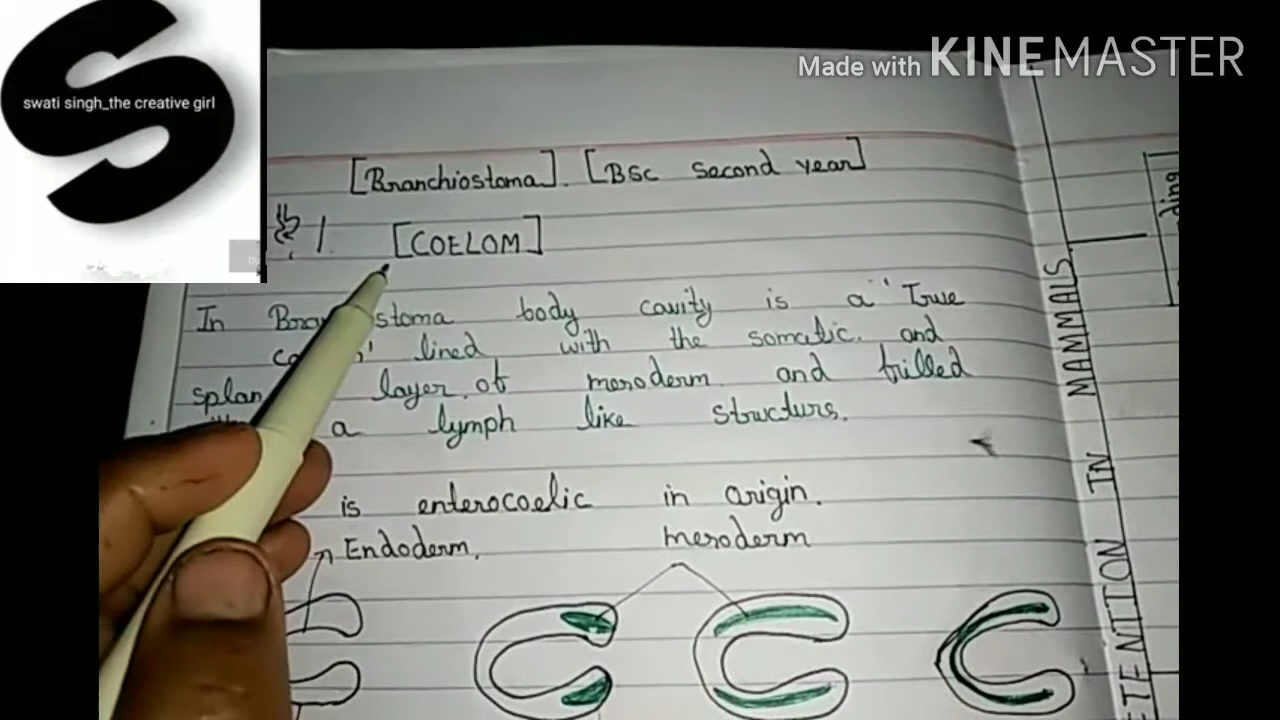 swati singh_the creative girl
Made with KINEMASTER
[Branchiostoma]. [BSc second year]
1. [COELOM]
In stoma body cavity is a "True
lined with the somatic. and
splan layer of mesoderm and frilled
a lymph like structurs.
is enterocoelic in origin.
Endoderm. mesoderm
IN MAMMALS.